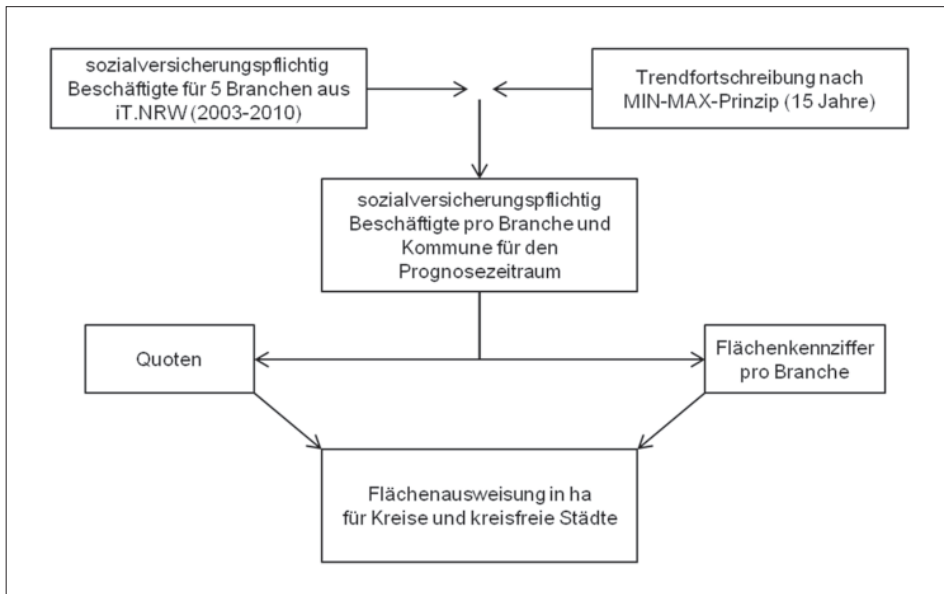 sozialversicherungspflichtig
Beschäftigte für 5 Branchen aus
iT.NRW (2003-2010)
Trendfortschreibung nach
MIN-MAX-Prinzip (15 Jahre)
sozialversicherungspflichtig
Beschäftigte pro Branche und
Kommune für den
Prognosezeitraum
Quoten
Flächenkennziffer
pro Branche
Flächenausweisung in ha
für Kreise und kreisfreie Städte